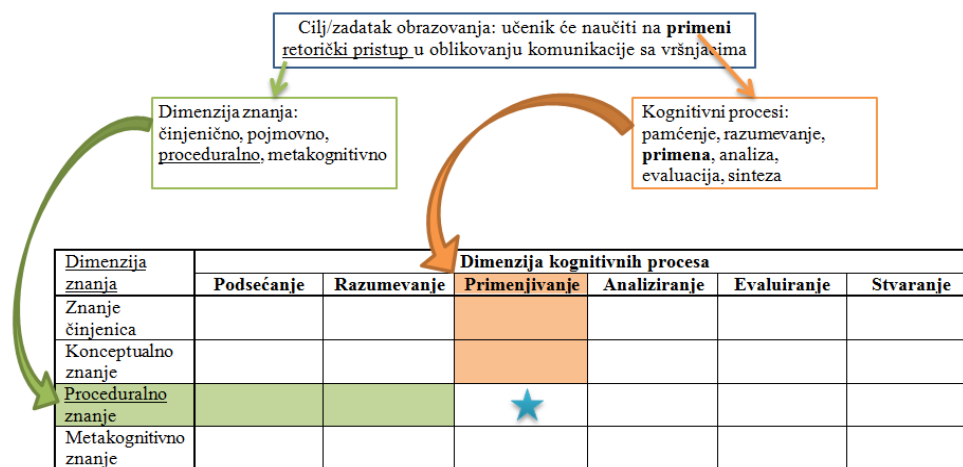 Cilj/zadatak obrazovanja: učenik će naučiti na primeni
retorički pristup u oblikovanju komunikacije sa vršnjacima
Dimenzija znanja:
činjenično, pojmovno,
proceduralno, metakognitivno
Kognitivni procesi:
pamćenje, razumevanje,
primena, analiza,
evaluacija, sinteza
Dimenzija
znanja
Dimenzija kognitivnih procesa
Podsećanje Razumevanje Primenjivanje Analiziranje Evaluiranje Stvaranje
Znanje
činjenica
Konceptualno
znanje
Proceduralno
znanje
Metakognitivno
znanje